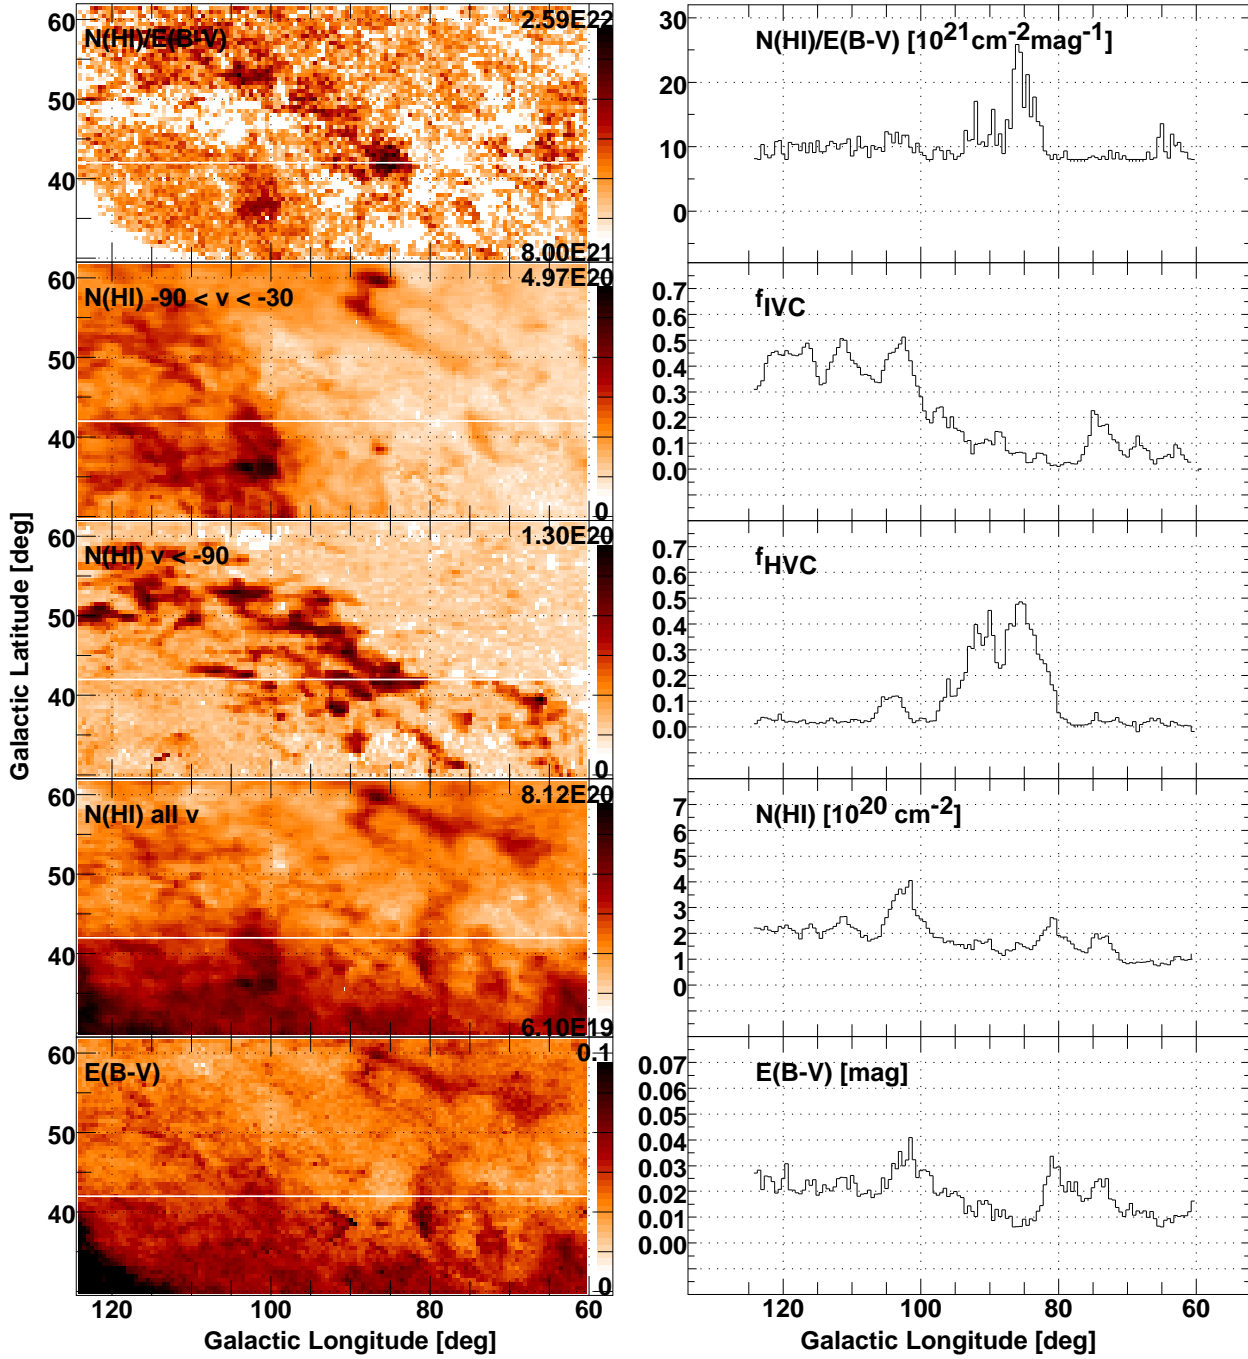 N(HI)/E(B-V)
2.59E22
8.00E21
60
50
40
N(HI) -90 < v < -30
4.97E20
0
60
50
40
N(HI) v < -90
1.30E20
0
60
50
40
N(HI) all v
8.12E20
6.10E19
60
50
40
E(B-V)
0.1
0
60
50
40
120 100 80 60
Galactic Longitude [deg]
Galactic Latitude [deg]
N(HI)/E(B-V) [10^21 cm^-2 mag^-1]
30
20
10
0
f_IVC
0.7
0.6
0.5
0.4
0.3
0.2
0.1
0.0
f_HVC
0.7
0.6
0.5
0.4
0.3
0.2
0.1
0.0
N(HI) [10^20 cm^-2]
7
6
5
4
3
2
1
0
E(B-V) [mag]
0.07
0.06
0.05
0.04
0.03
0.02
0.01
0.00
120 100 80 60
Galactic Longitude [deg]